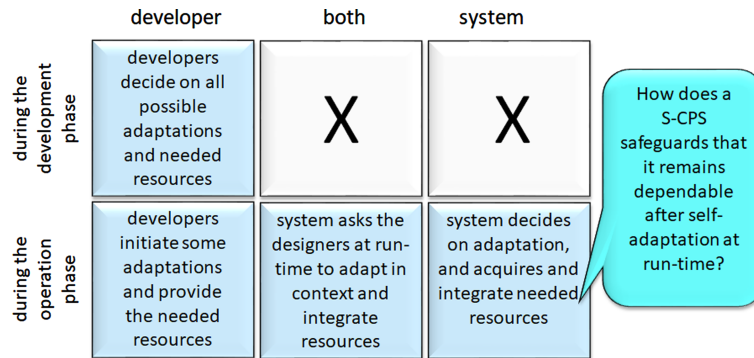 developer
both
system
during the
development
phase
developers
decide on all
possible
adaptations
and needed
resources
X
X
How does a
S-CPS
safeguards that
it remains
dependable
after self-
adaptation at
run-time?
during the
operation
phase
developers
initiate some
adaptations
and provide
the needed
resources
system asks the
designers at run-
time to adapt in
context and
integrate
resources
system decides
on adaptation,
and acquires and
integrate needed
resources